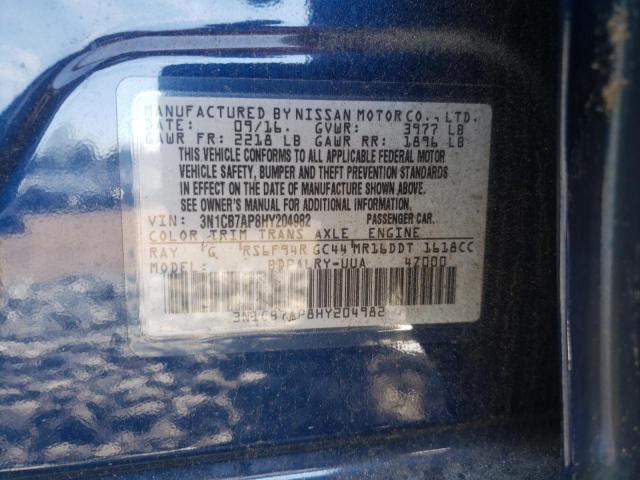 MANUFACTURED BY NISSAN MOTOR CO., LTD.
DATE: 09/16. GVWR: 3977 LB
GAWR FR: 2218 LB GAWR RR: 1896 LB
THIS VEHICLE CONFORMS TO ALL APPLICABLE FEDERAL MOTOR
VEHICLE SAFETY, BUMPER, AND THEFT PREVENTION STANDARDS
IN EFFECT ON THE DATE OF MANUFACTURE SHOWN ABOVE.
SEE OWNER'S MANUAL FOR ADDITIONAL INFORMATION.
VIN: 3N1CB7AP8HY204982 PASSENGER CAR.
COLOR TRIM TRANS AXLE ENGINE
RAY G RS6F94R GC44 MR16DDT 1618CC
BDRALRY-UUA 47000
3N1CB7AP8HY204982